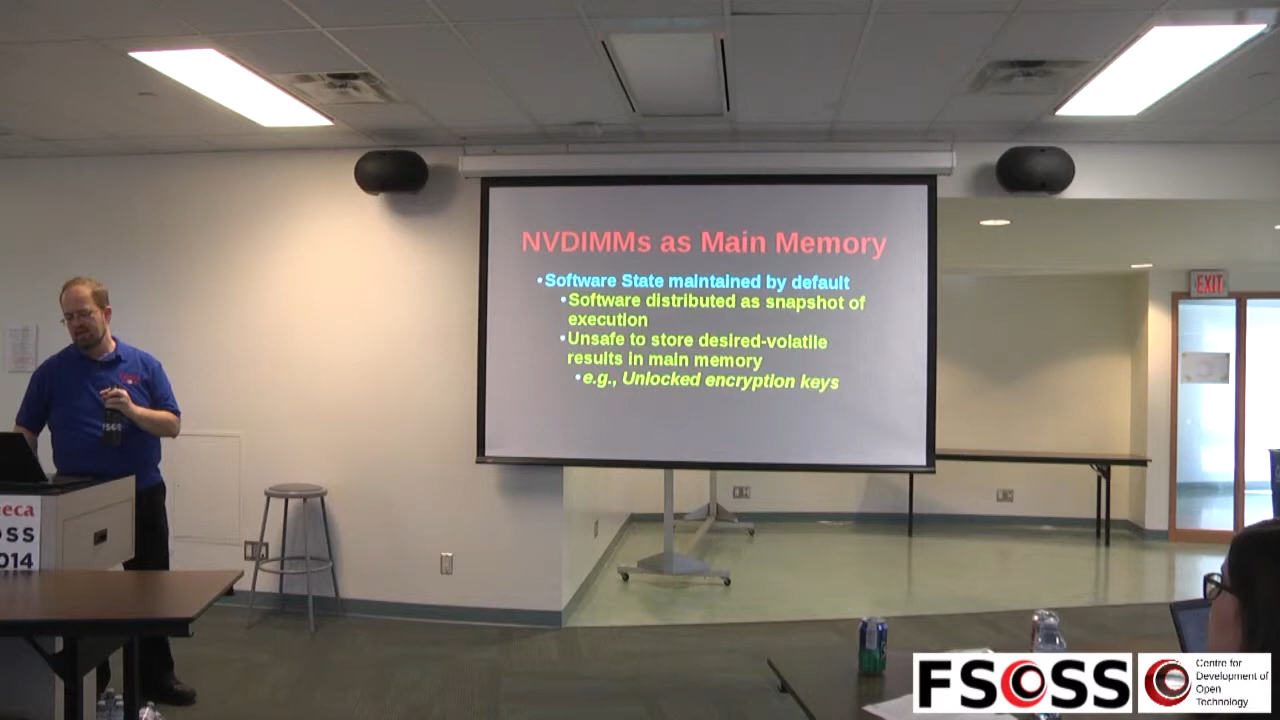 NVDIMMs as Main Memory
•Software State maintained by default
•Software distributed as snapshot of
execution
•Unsafe to store desired-volatile
results in main memory
•e.g., Unlocked encryption keys
EXIT
eca
OSS
014
FSOSS
Centre for
Development of
Open
Technology